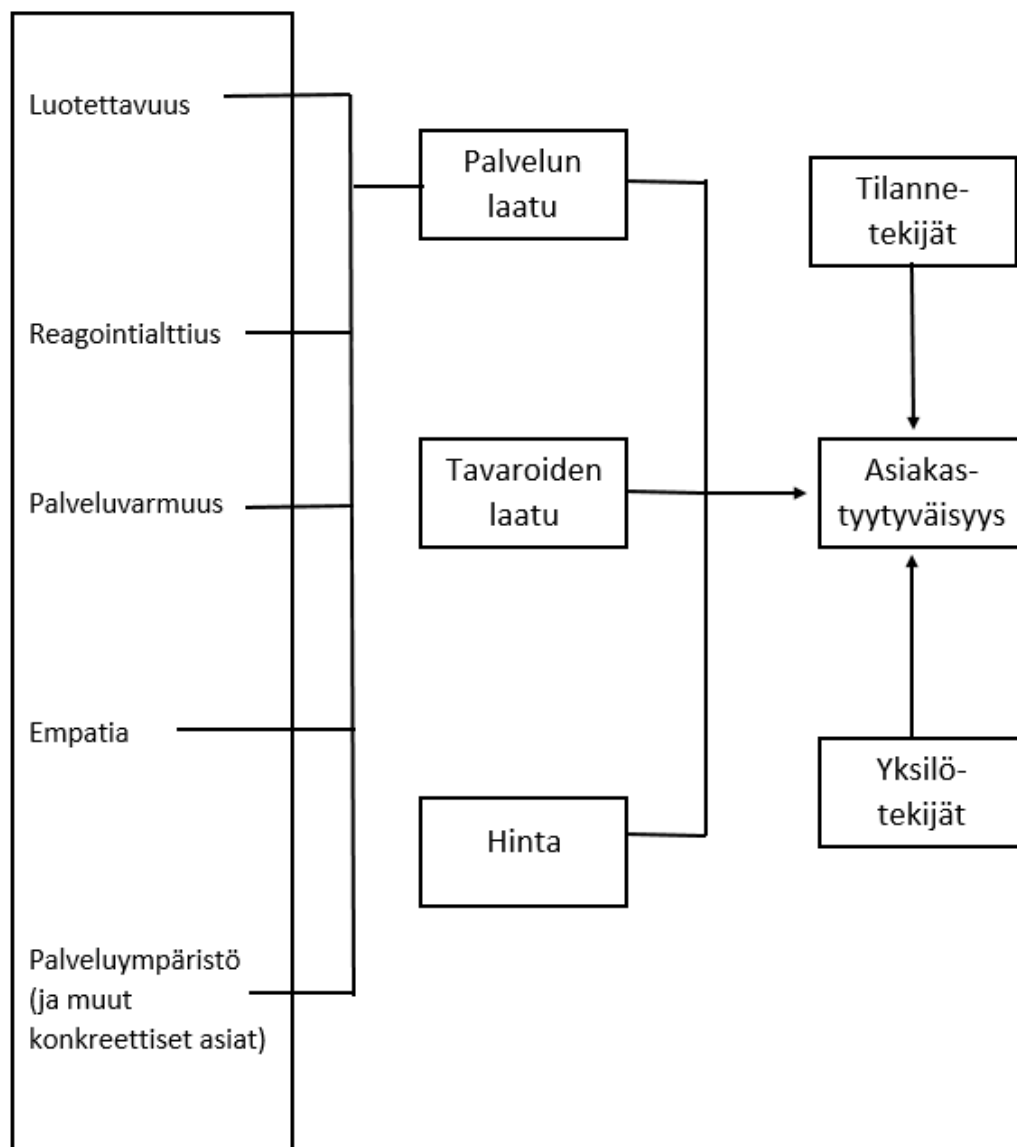 Luotettavuus
Reagointialttius
Palveluvarmuus
Empatia
Palveluympäristö
(ja muut
konkreettiset asiat)
Palvelun
laatu
Tavaroiden
laatu
Hinta
Tilanne-
tekijät
Asiakas-
tyytyväisyys
Yksilö-
tekijät